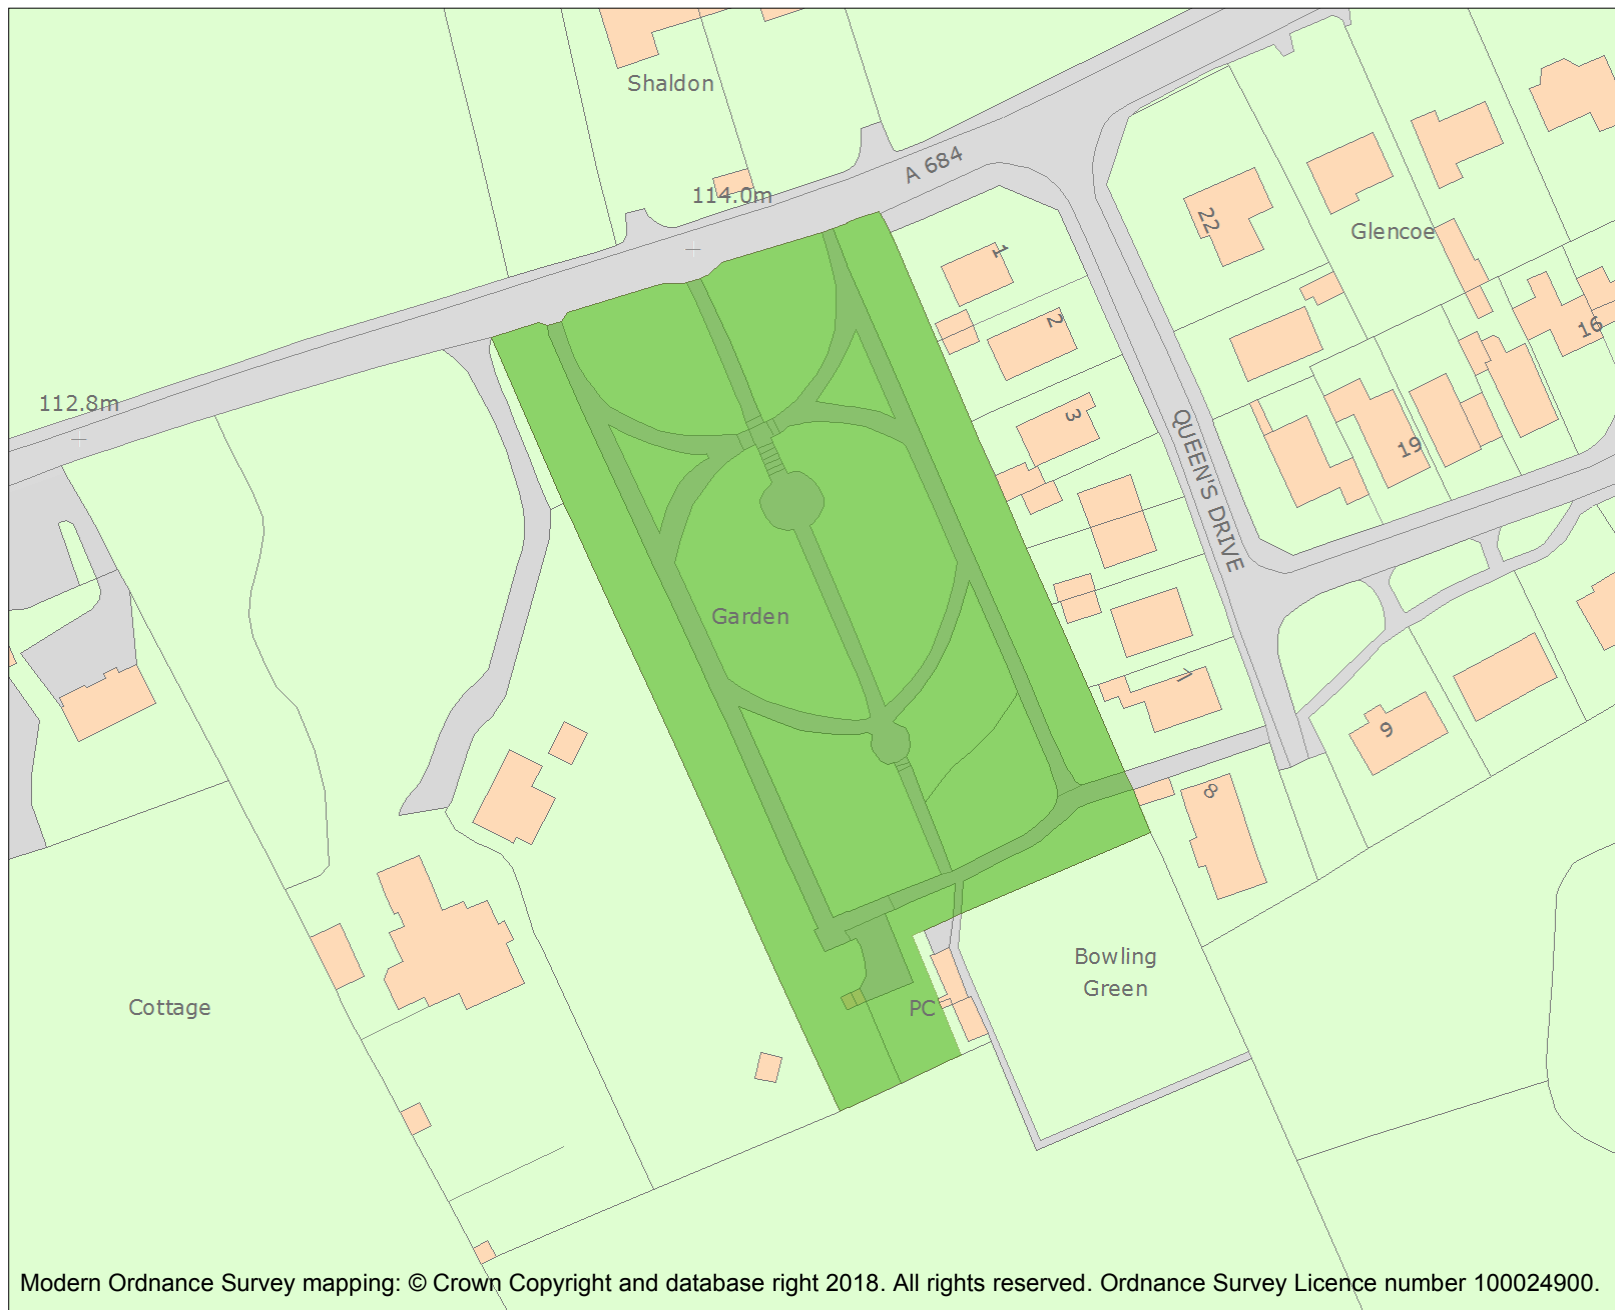 Shaldon
A 684
114.0m
22
Glencoe
1
2
16
112.8m
3
QUEEN'S DRIVE
19
Garden
7
9
8
Bowling
Green
Cottage
PC
Modern Ordnance Survey mapping: © Crown Copyright and database right 2018. All rights reserved. Ordnance Survey Licence number 100024900.